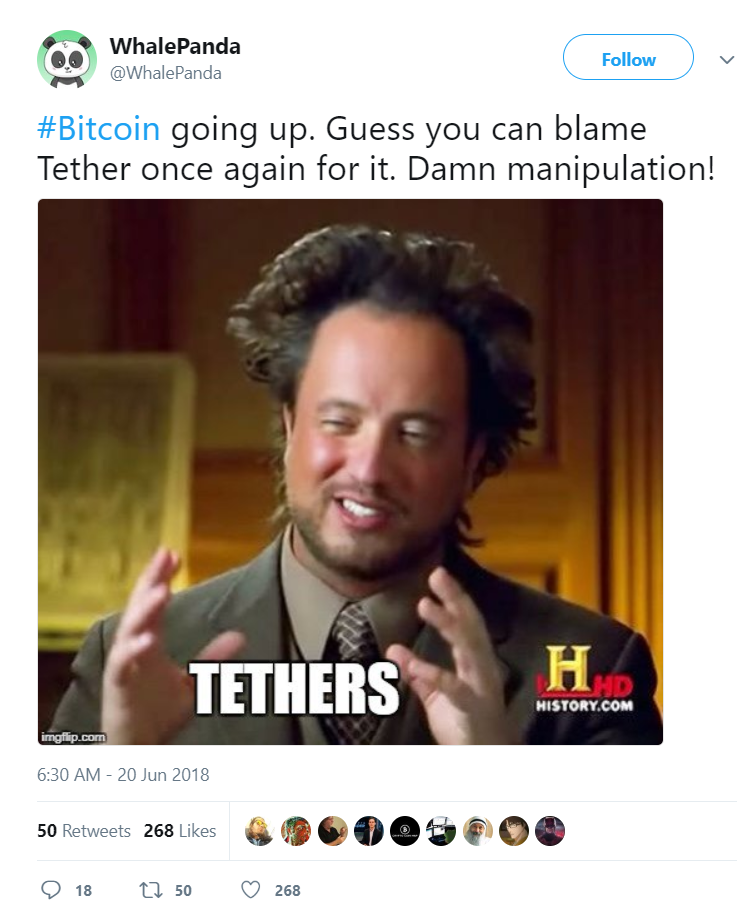 WhalePanda
@WhalePanda
Follow
#Bitcoin going up. Guess you can blame
Tether once again for it. Damn manipulation!
TETHERS
H HD
HISTORY.COM
imgflip.com
6:30 AM - 20 Jun 2018
50 Retweets 268 Likes
18 50 268